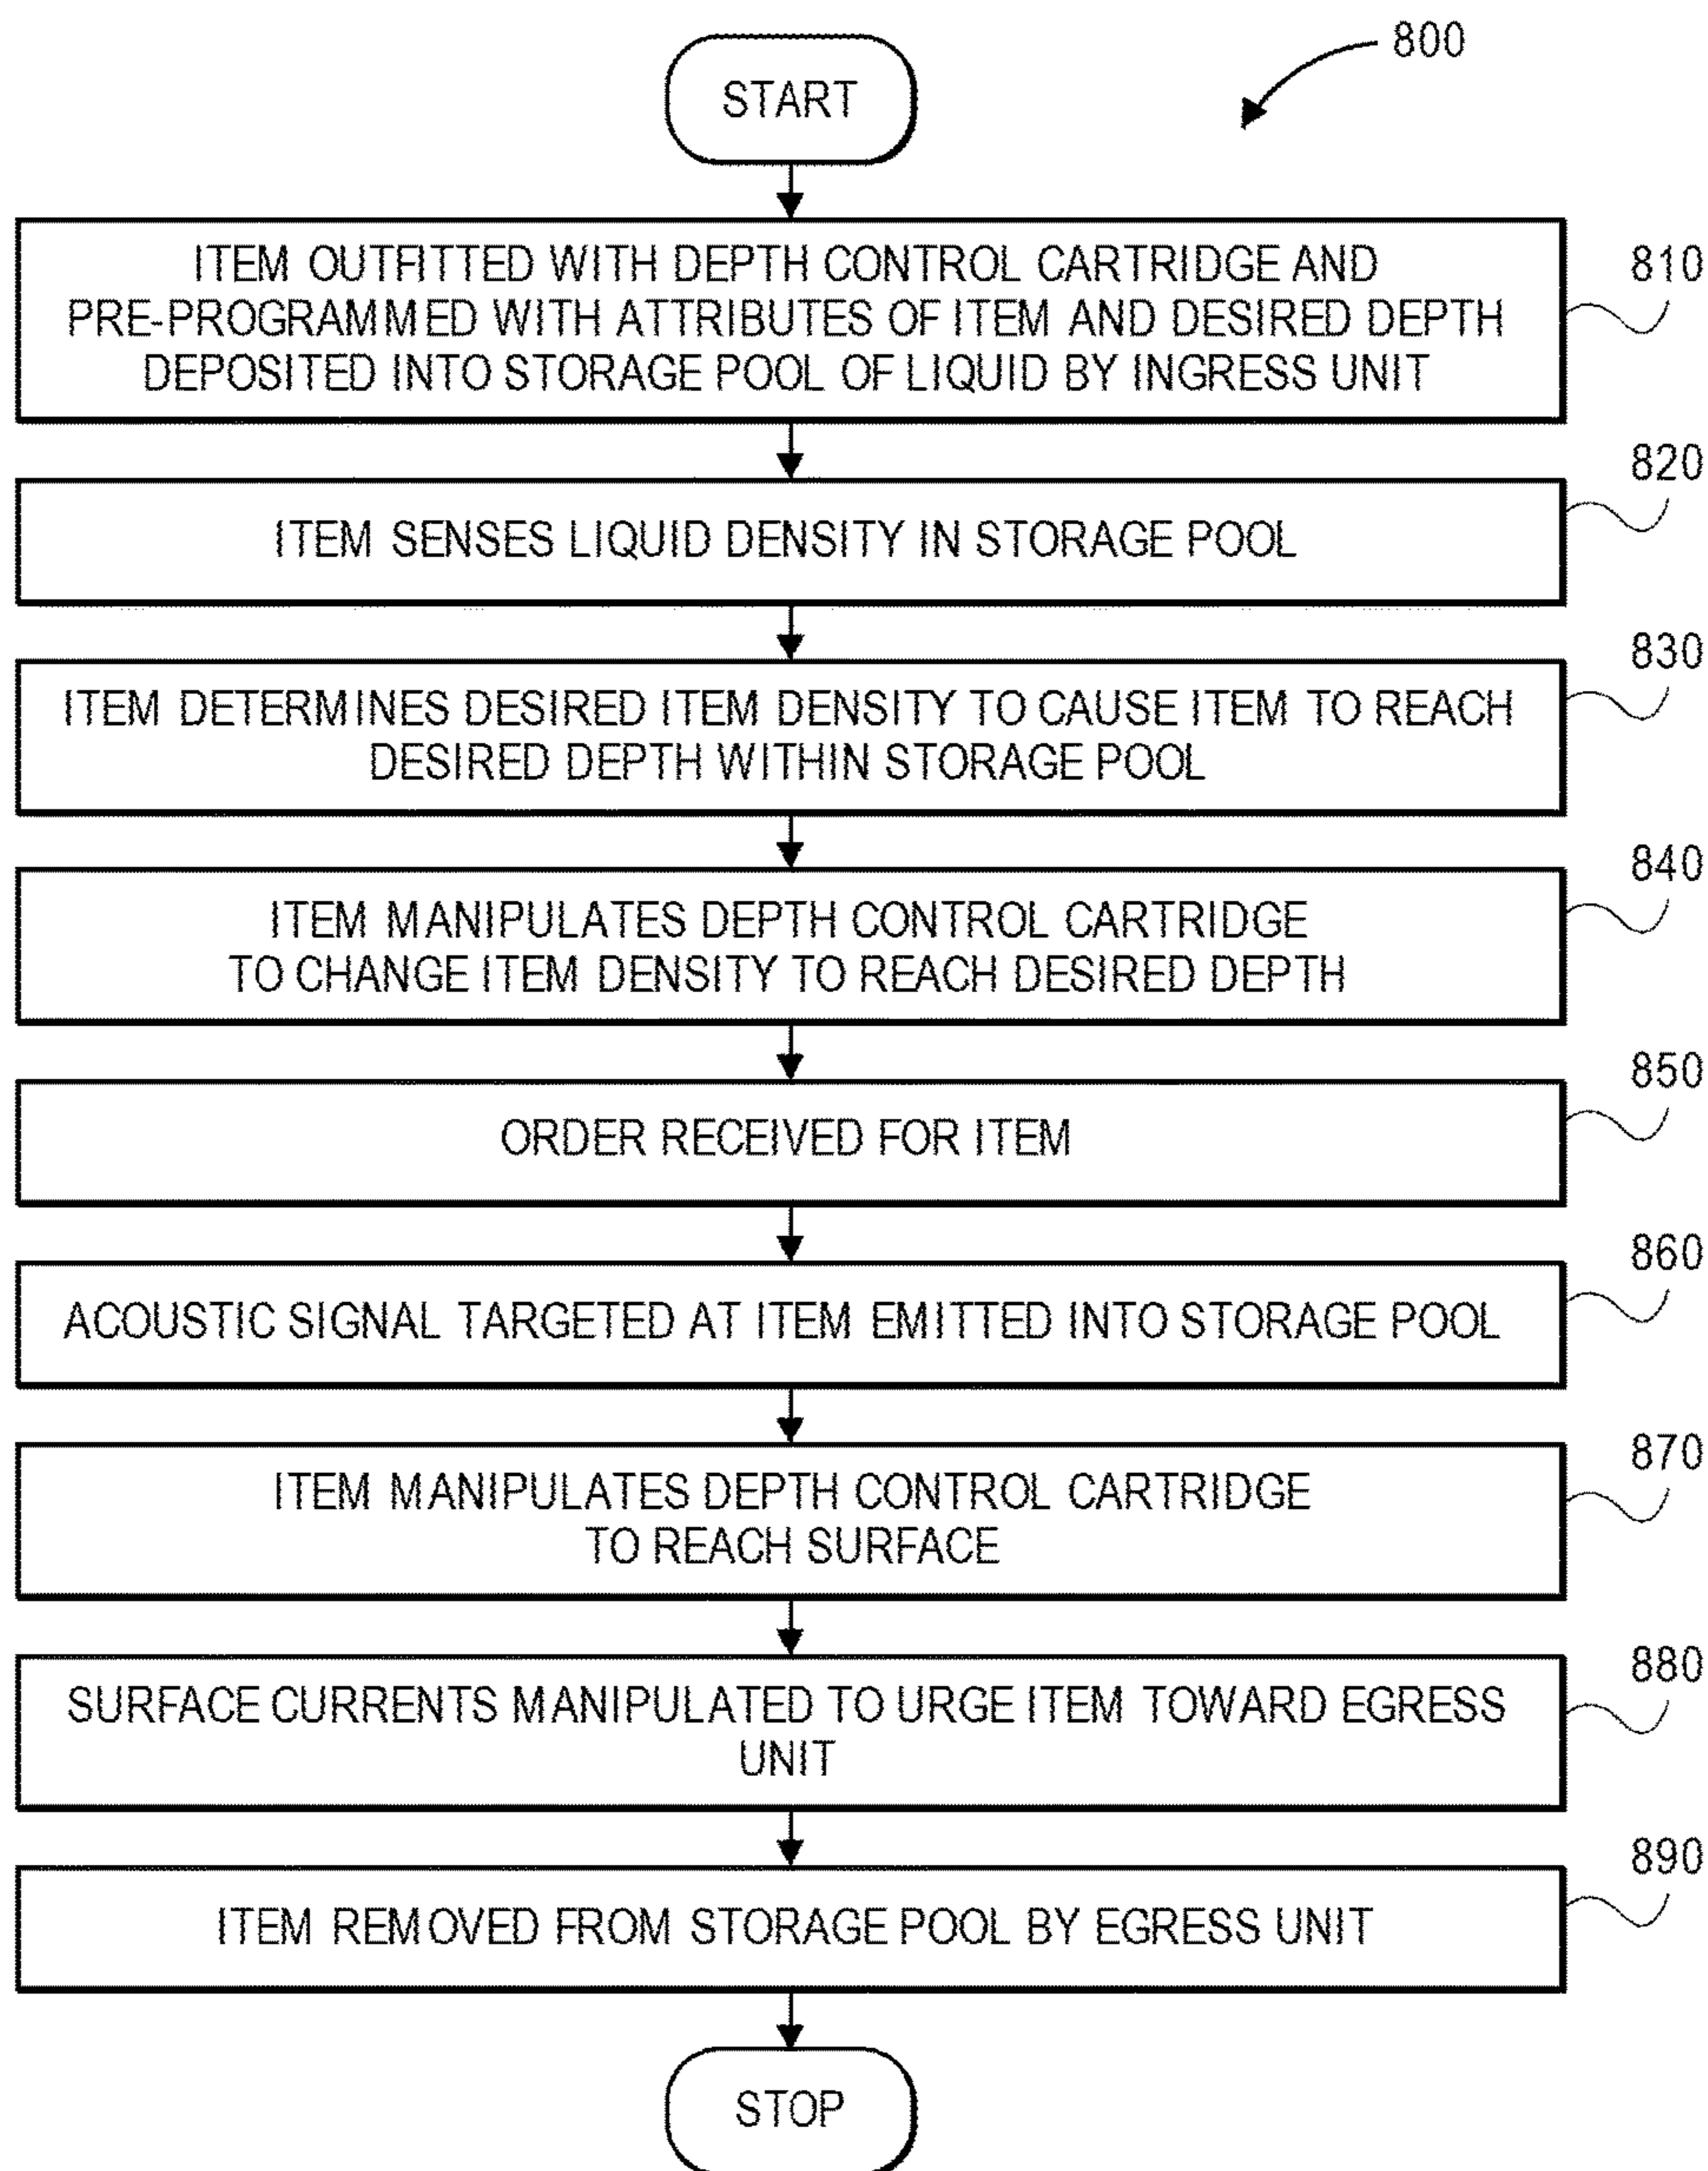 800
START
ITEM OUTFITTED WITH DEPTH CONTROL CARTRIDGE AND
PRE-PROGRAMMED WITH ATTRIBUTES OF ITEM AND DESIRED DEPTH
DEPOSITED INTO STORAGE POOL OF LIQUID BY INGRESS UNIT
810
ITEM SENSES LIQUID DENSITY IN STORAGE POOL
820
ITEM DETERMINES DESIRED ITEM DENSITY TO CAUSE ITEM TO REACH
DESIRED DEPTH WITHIN STORAGE POOL
830
ITEM MANIPULATES DEPTH CONTROL CARTRIDGE
TO CHANGE ITEM DENSITY TO REACH DESIRED DEPTH
840
ORDER RECEIVED FOR ITEM
850
ACOUSTIC SIGNAL TARGETED AT ITEM EMITTED INTO STORAGE POOL
860
ITEM MANIPULATES DEPTH CONTROL CARTRIDGE
TO REACH SURFACE
870
SURFACE CURRENTS MANIPULATED TO URGE ITEM TOWARD EGRESS
UNIT
880
ITEM REMOVED FROM STORAGE POOL BY EGRESS UNIT
890
STOP